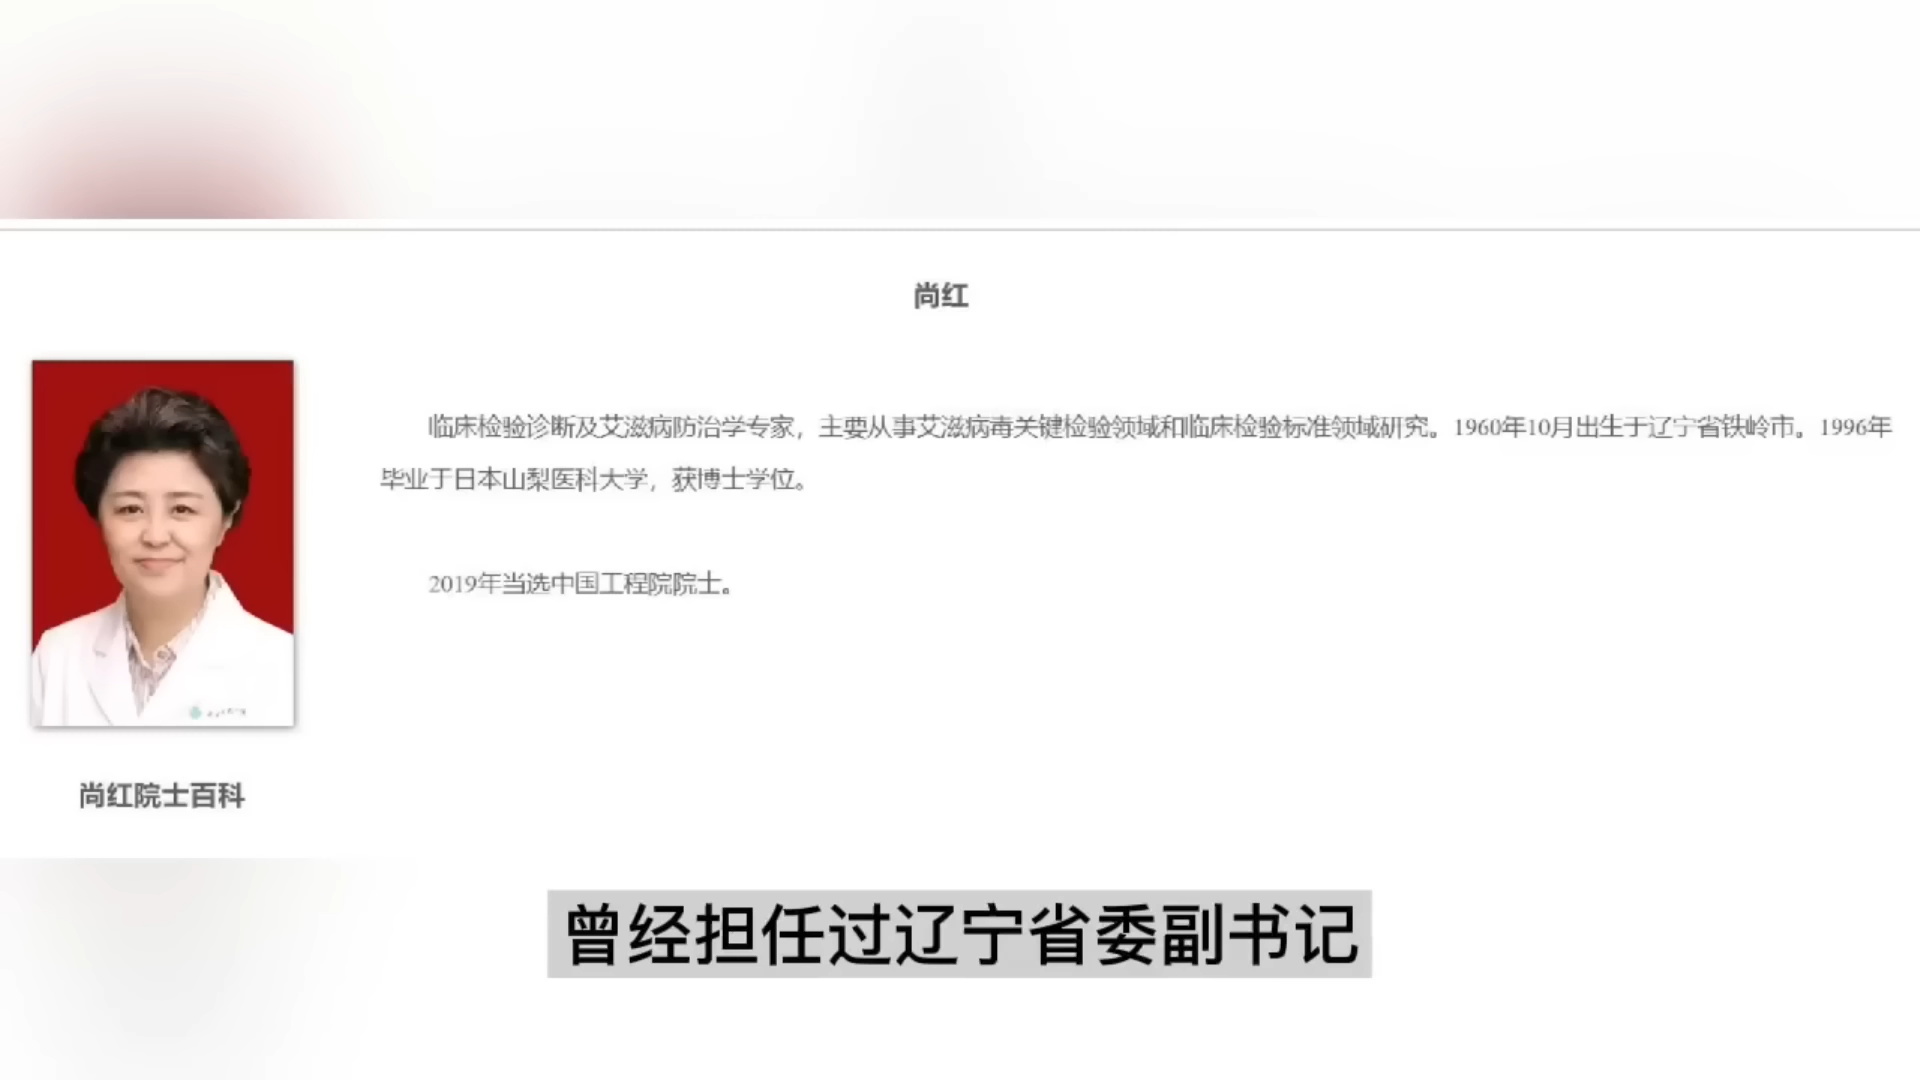 尚红
临床检验诊断及艾滋病防治学专家，主要从事艾滋病毒关键检验领域和临床检验标准领域研究。1960年10月出生于辽宁省铁岭市。1996年
毕业于日本山梨医科大学，获博士学位。
2019年当选中国工程院院士。
尚红院士百科
曾经担任过辽宁省委副书记